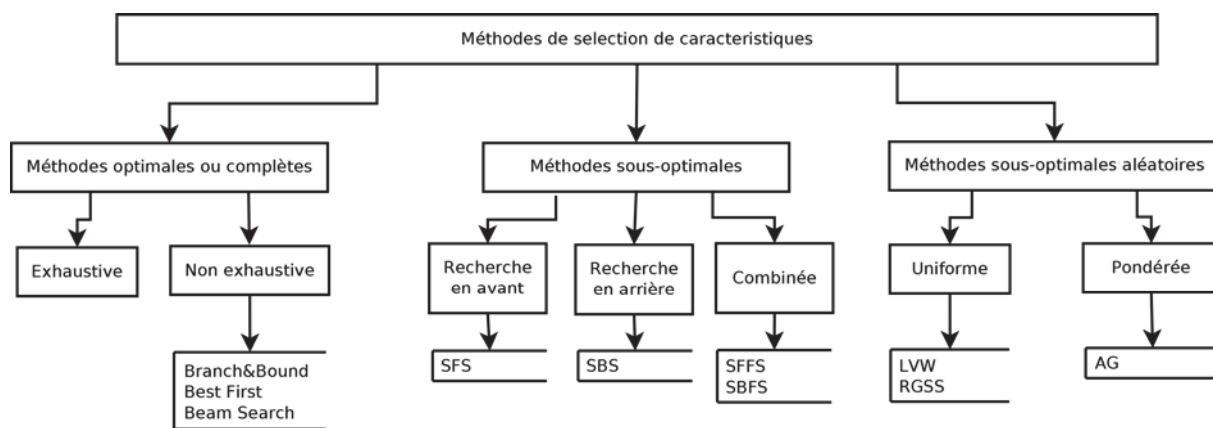 Méthodes de selection de caracteristiques
Méthodes optimales ou complètes
Méthodes sous-optimales
Méthodes sous-optimales aléatoires
Exhaustive
Non exhaustive
Recherche
en avant
Recherche
en arrière
Combinée
Uniforme
Pondérée
Branch&Bound
Best First
Beam Search
SFS
SBS
SFFS
SBFS
LVW
RGSS
AG